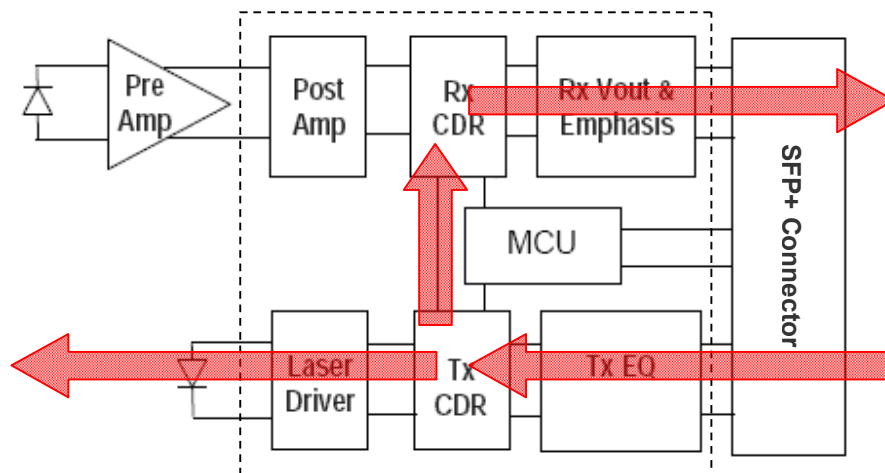 Pre
Amp
Post
Amp
Rx
CDR
Rx Vout &
Emphasis
SFP+ Connector
MCU
Laser
Driver
Tx
CDR
Tx EQ